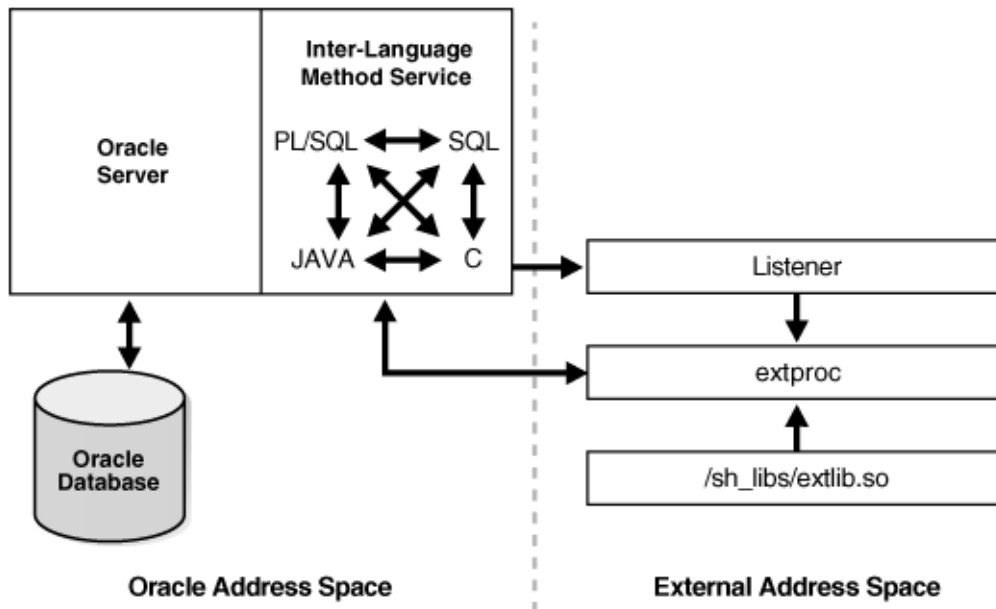 Inter-Language
Method Service
Oracle
Server
PL/SQL
SQL
JAVA
C
Listener
extproc
/sh_libs/extlib.so
Oracle
Database
Oracle Address Space
External Address Space